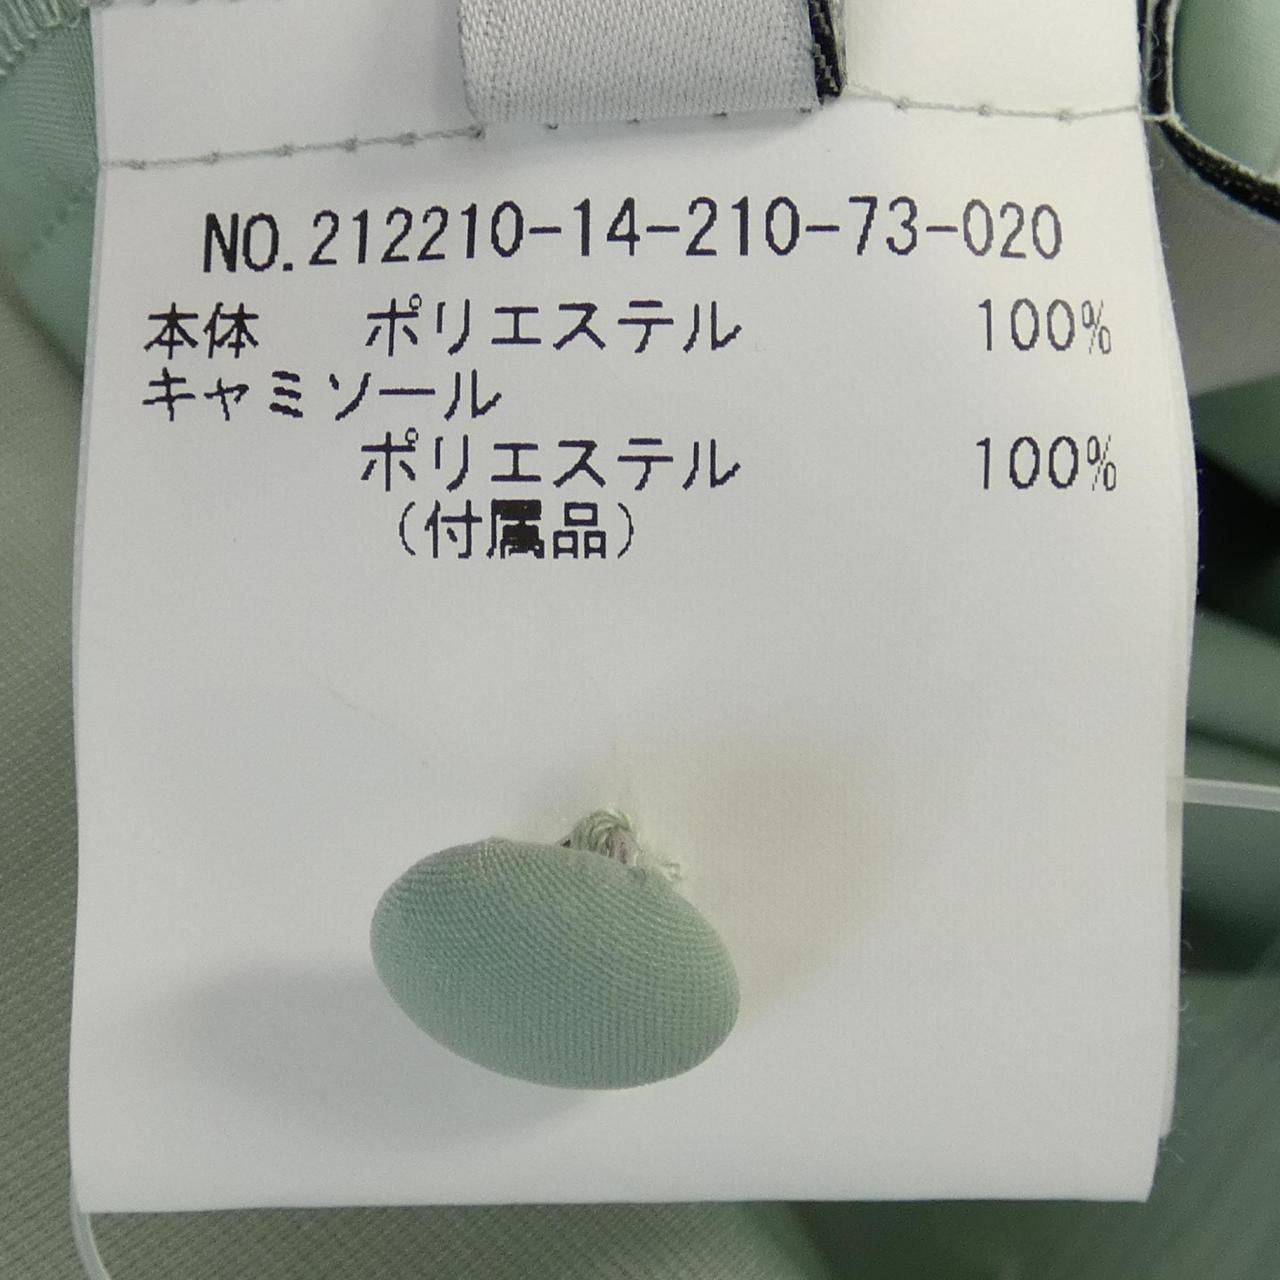 NO.212210-14-210-73-020
本体 ポリエステル 100%
キャミソール
ポリエステル 100%
(付属品)